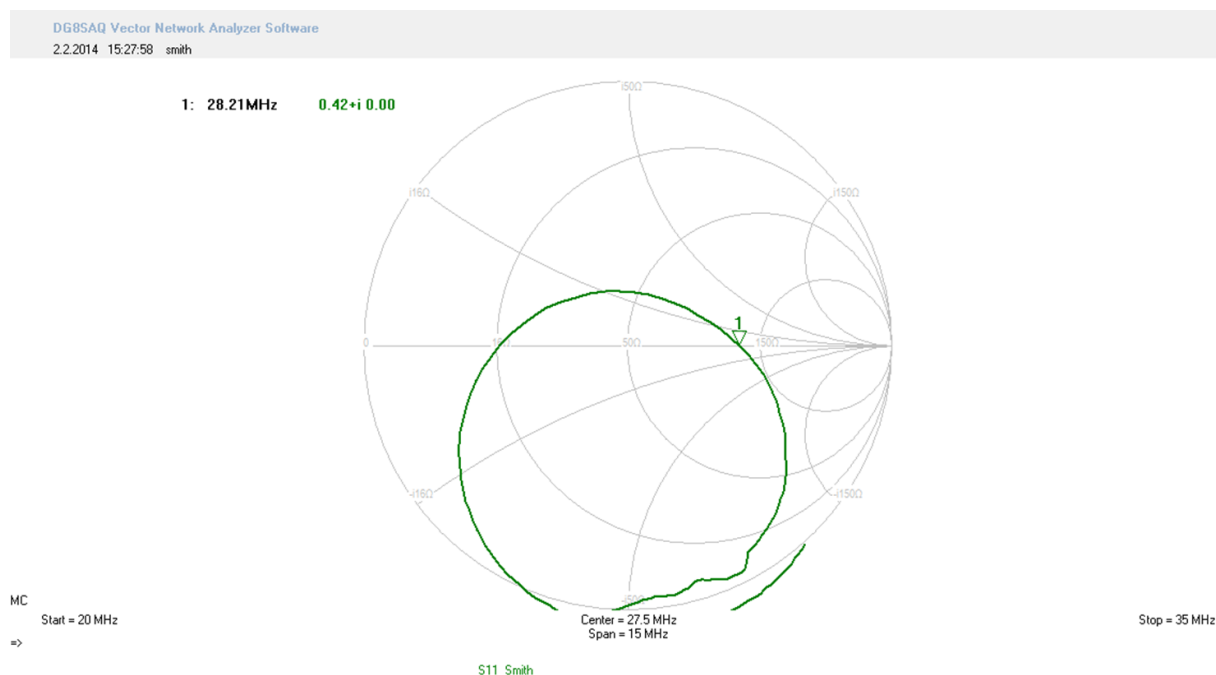 DG8SAQ Vector Network Analyzer Software
2.2.2014 15:27:58 smith
i50Ω
1: 28.21MHz 0.42+i 0.00
i16Ω
i150Ω
1
0
50Ω
150Ω
-i16Ω
-i150Ω
MC
Start = 20 MHz
Center = 27.5 MHz
Stop = 35 MHz
Span = 15 MHz
=>
S11 Smith